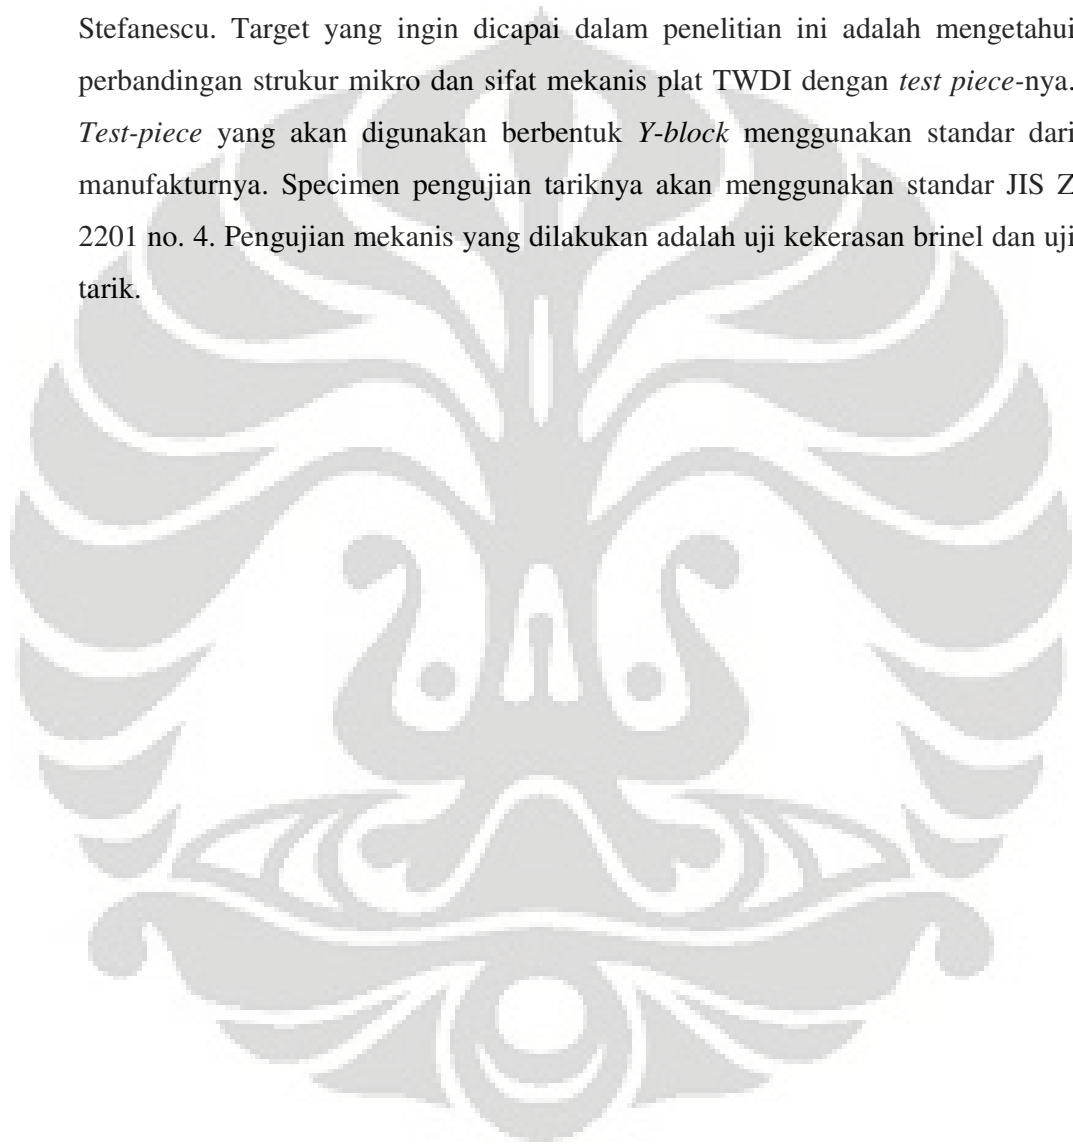 Stefanescu. Target yang ingin dicapai dalam penelitian ini adalah mengetahui
perbandingan strukur mikro dan sifat mekanis plat TWDI dengan test piece-nya.
Test-piece yang akan digunakan berbentuk Y-block menggunakan standar dari
manufakturnya. Specimen pengujian tariknya akan menggunakan standar JIS Z
2201 no. 4. Pengujian mekanis yang dilakukan adalah uji kekerasan brinel dan uji
tarik.